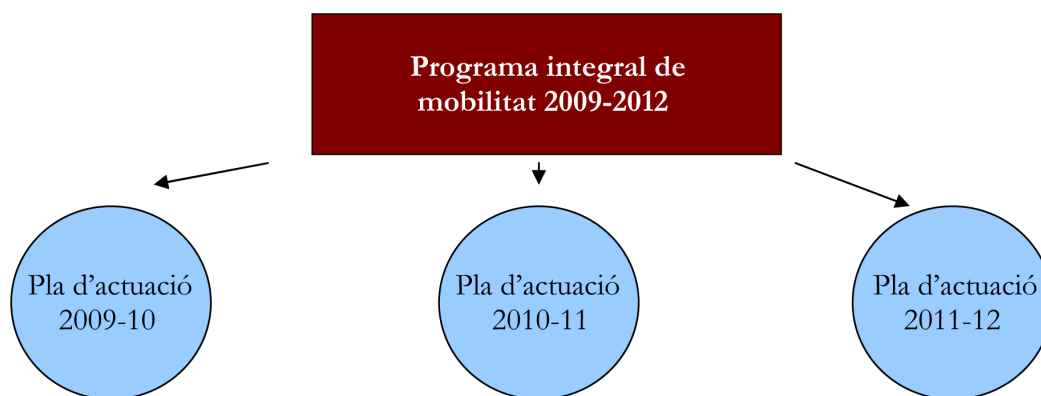 Programa integral de
mobilitat 2009-2012
Pla d’actuació
2009-10
Pla d’actuació
2010-11
Pla d’actuació
2011-12